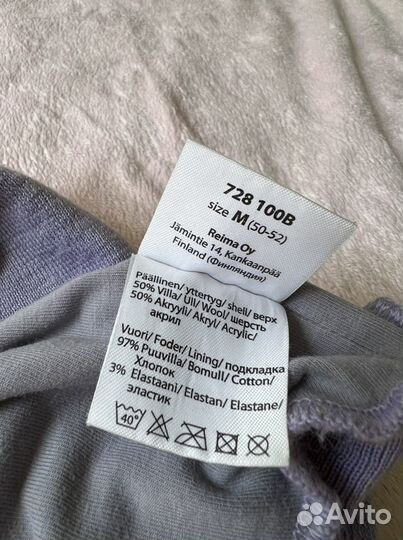 728 100B
size M (50-52)
Reima Oy
Jämintie 14, Kankaanpää
Finland (Финляндия)
Päällinen/ yttertyg/ shell/ верх
50% Villa/ Ull/ Wool/ шерсть
50% Akryyli/ Akryl/ Acrylic/
акрил
Vuori/ Foder/ Lining/ подкладка
97% Puuvilla/ Bomull/ Cotton/
Хлопок
3% Elastaani/ Elastan/ Elastane/
эластик
40°
Avito